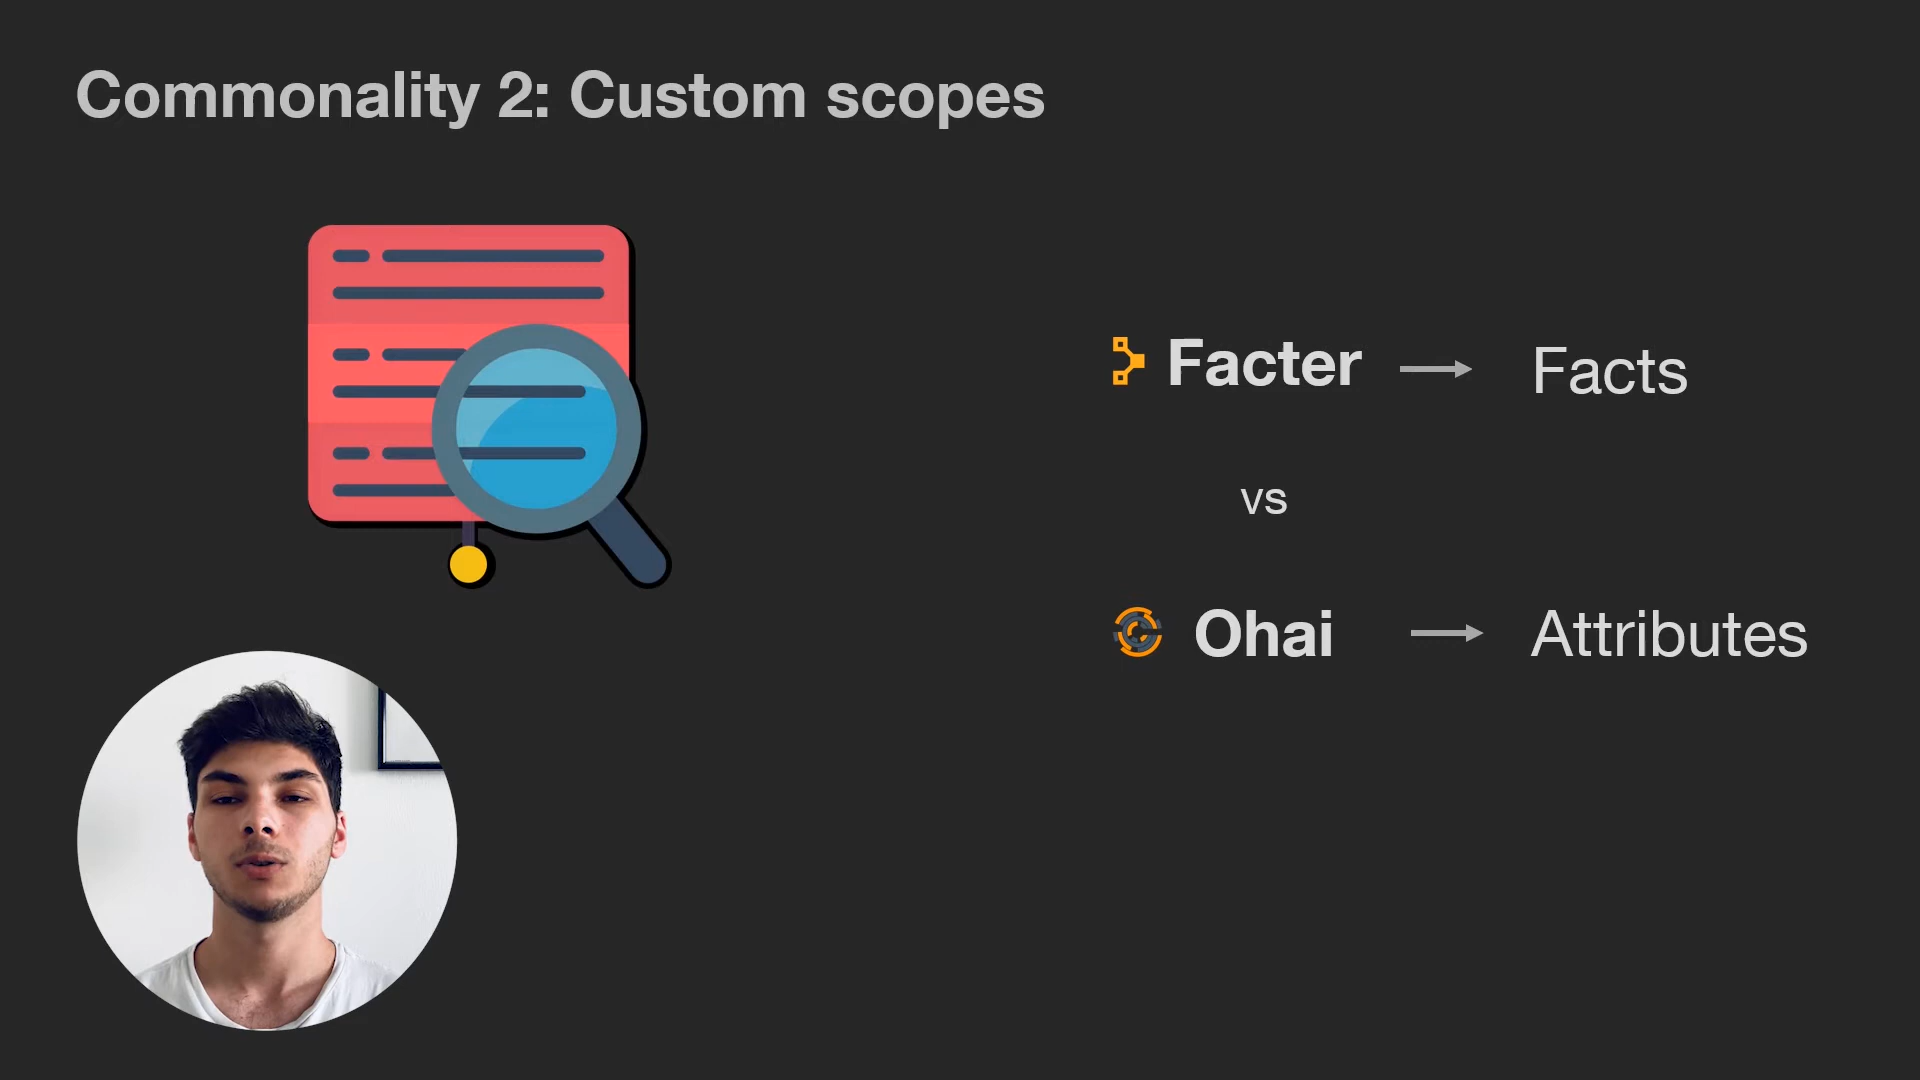 Commonality 2: Custom scopes
Facter → Facts
vs
Ohai → Attributes